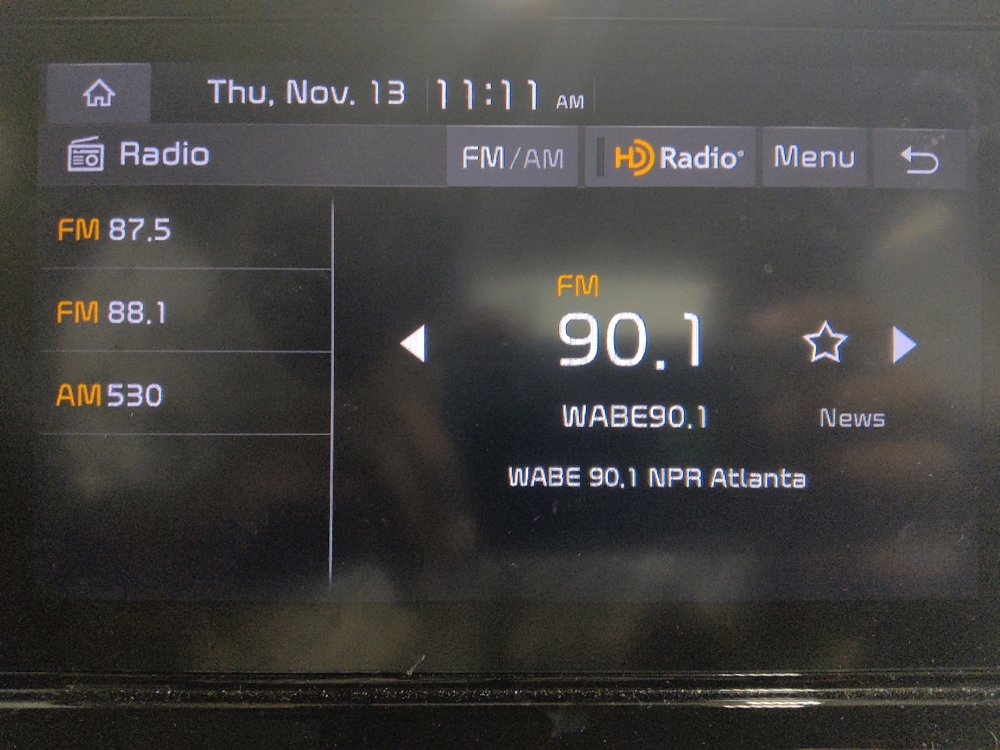 Thu, Nov. 13 11:11 AM
Radio FM/AM HD Radio® Menu
FM 87.5
FM 88.1
AM 530
FM
90.1
WABE90.1 News
WABE 90.1 NPR Atlanta